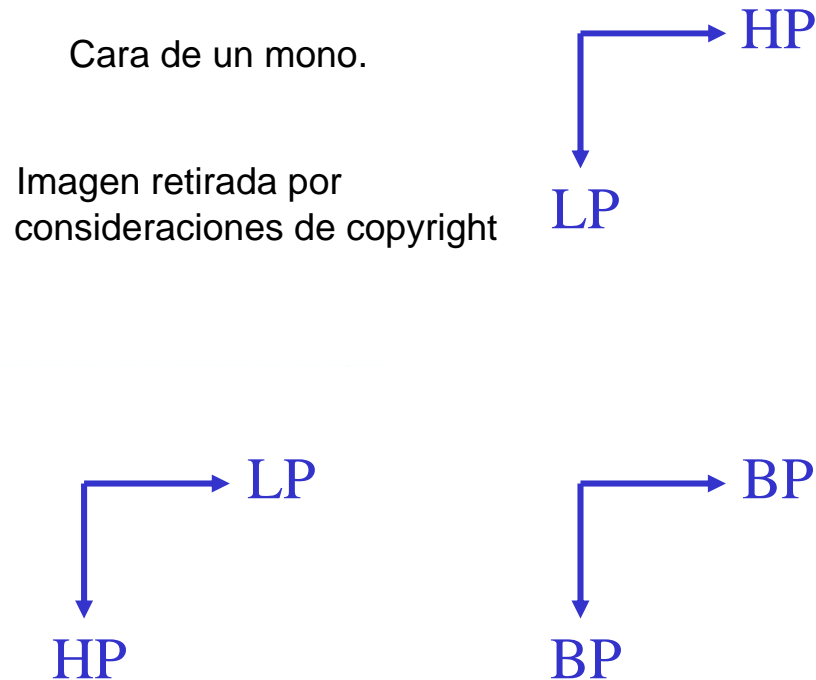 Cara de un mono.
HP
Imagen retirada por
consideraciones de copyright
LP
LP
HP
BP
BP